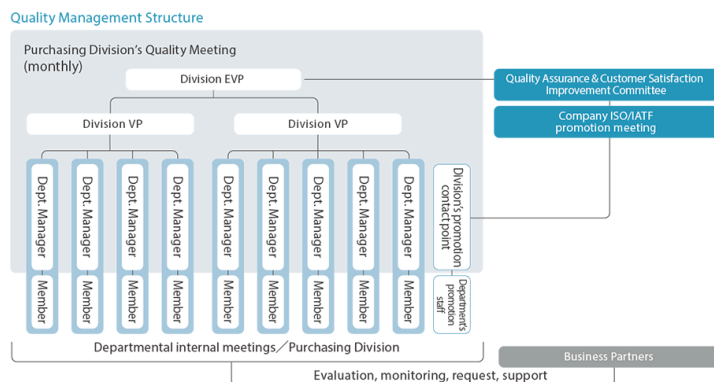 Quality Management Structure
Purchasing Division's Quality Meeting
(monthly)
Division EVP
Quality Assurance & Customer Satisfaction
Improvement Committee
Company ISO/IATF
promotion meeting
Division VP
Division VP
Dept. Manager
Dept. Manager
Dept. Manager
Dept. Manager
Dept. Manager
Dept. Manager
Dept. Manager
Dept. Manager
Dept. Manager
Division's promotion
contact point
Member
Member
Member
Member
Member
Member
Member
Member
Member
Department's
promotion
staff
Departmental internal meetings／Purchasing Division
Business Partners
Evaluation, monitoring, request, support